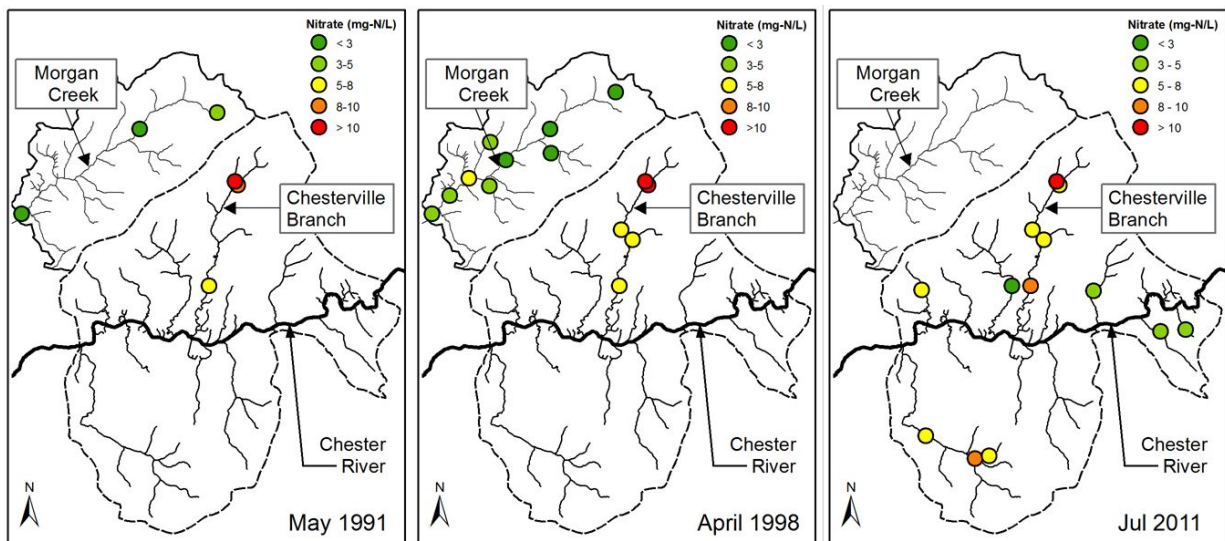 Nitrate (mg-N/L)
< 3
3-5
5-8
8-10
> 10
Morgan
Creek
Chesterville
Branch
Chester
River
N
May 1991
Nitrate (mg-N/L)
< 3
3-5
5-8
8-10
>10
Morgan
Creek
Chesterville
Branch
Chester
River
N
April 1998
Nitrate (mg-N/L)
< 3
3 - 5
5 - 8
8 - 10
>10
Morgan
Creek
Chesterville
Branch
Chester
River
N
Jul 2011